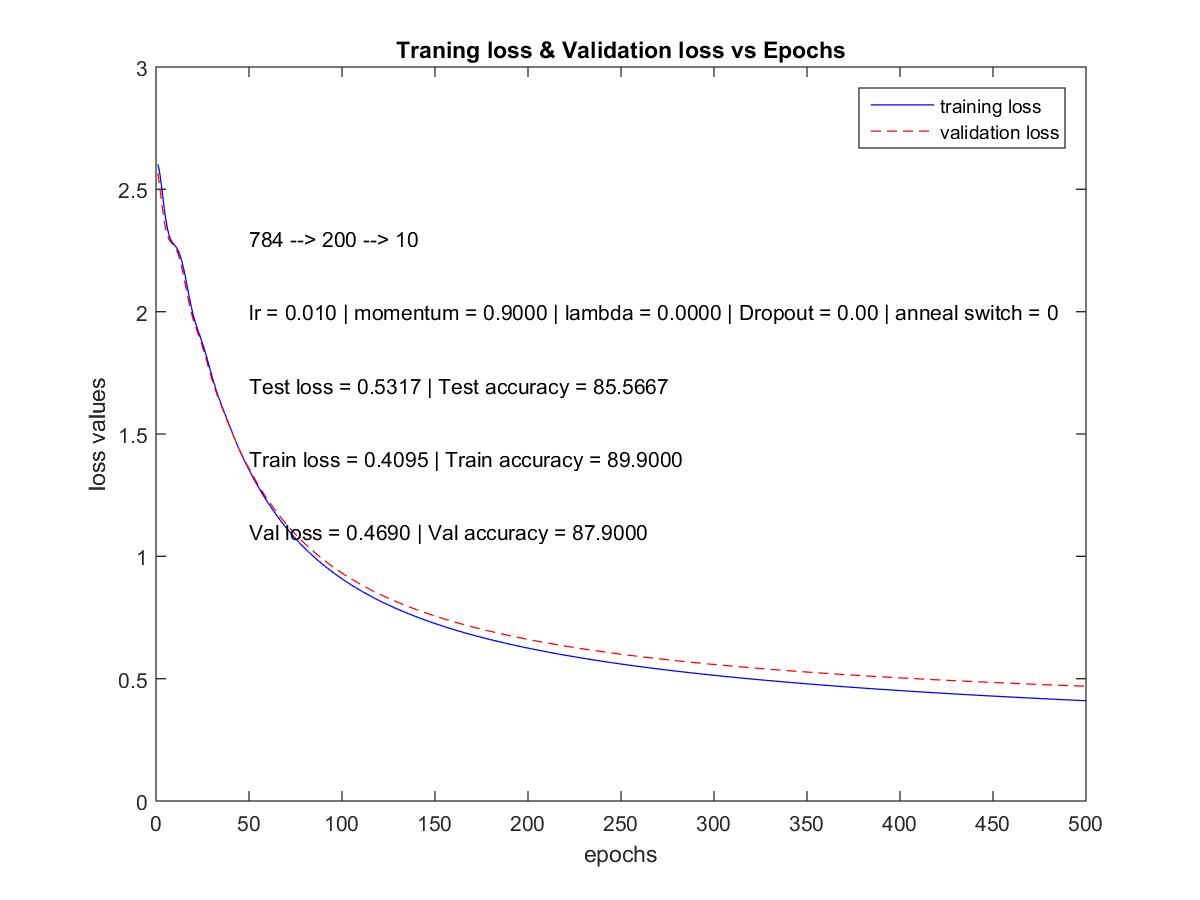 Traning loss & Validation loss vs Epochs
3
training loss
validation loss
2.5
784 --> 200 --> 10
2
lr = 0.010 | momentum = 0.9000 | lambda = 0.0000 | Dropout = 0.00 | anneal switch = 0
Test loss = 0.5317 | Test accuracy = 85.5667
1.5
Train loss = 0.4095 | Train accuracy = 89.9000
Val loss = 0.4690 | Val accuracy = 87.9000
1
0.5
0
loss values
0 50 100 150 200 250 300 350 400 450 500
epochs